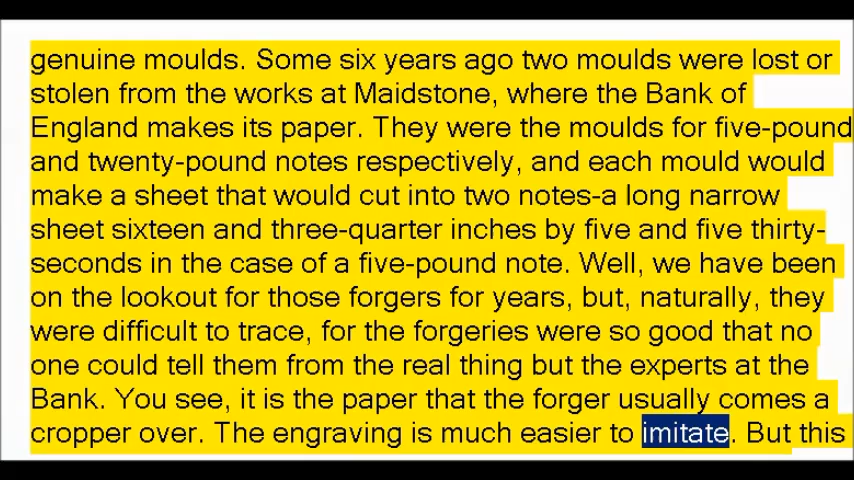 genuine moulds. Some six years ago two moulds were lost or
stolen from the works at Maidstone, where the Bank of
England makes its paper. They were the moulds for five-pound
and twenty-pound notes respectively, and each mould would
make a sheet that would cut into two notes-a long narrow
sheet sixteen and three-quarter inches by five and five thirty-
seconds in the case of a five-pound note. Well, we have been
on the lookout for those forgers for years, but, naturally, they
were difficult to trace, for the forgeries were so good that no
one could tell them from the real thing but the experts at the
Bank. You see, it is the paper that the forger usually comes a
cropper over. The engraving is much easier to imitate. But this